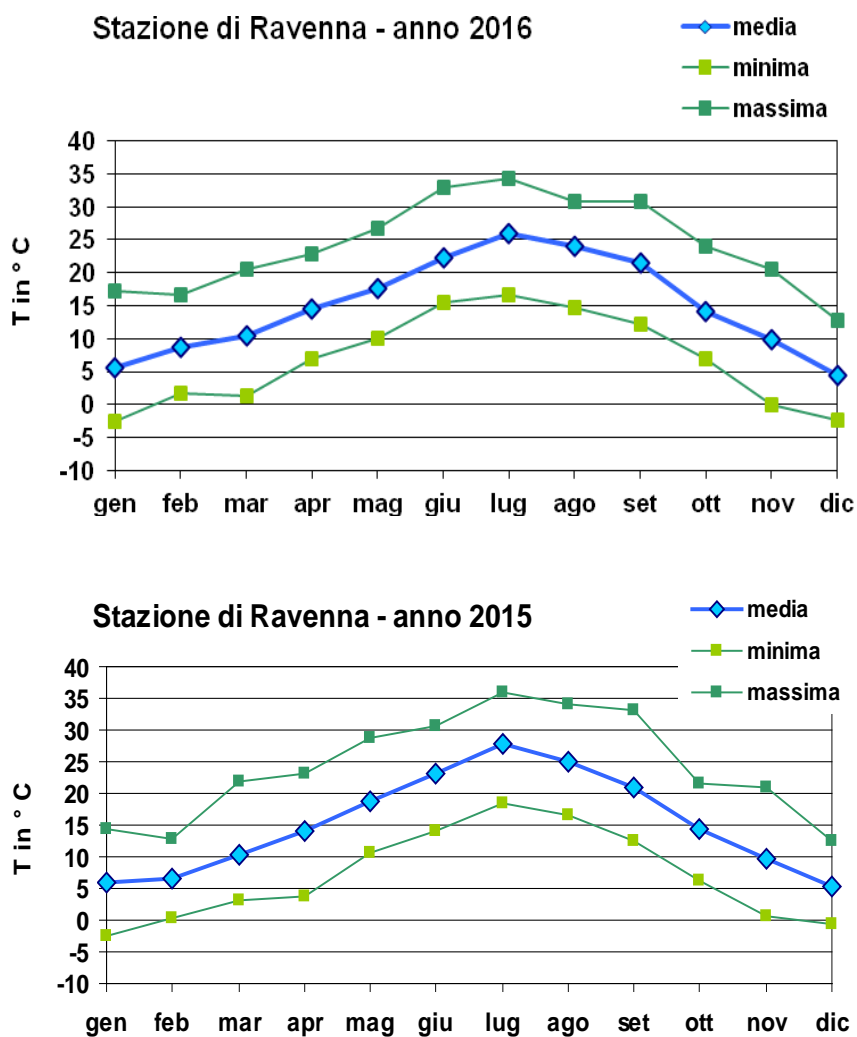 Stazione di Ravenna - anno 2016
media
minima
massima
T in ° C
40
35
30
25
20
15
10
5
0
-5
-10
gen feb mar apr mag giu lug ago set ott nov dic
Stazione di Ravenna - anno 2015
media
minima
massima
T in ° C
40
35
30
25
20
15
10
5
0
-5
-10
gen feb mar apr mag giu lug ago set ott nov dic